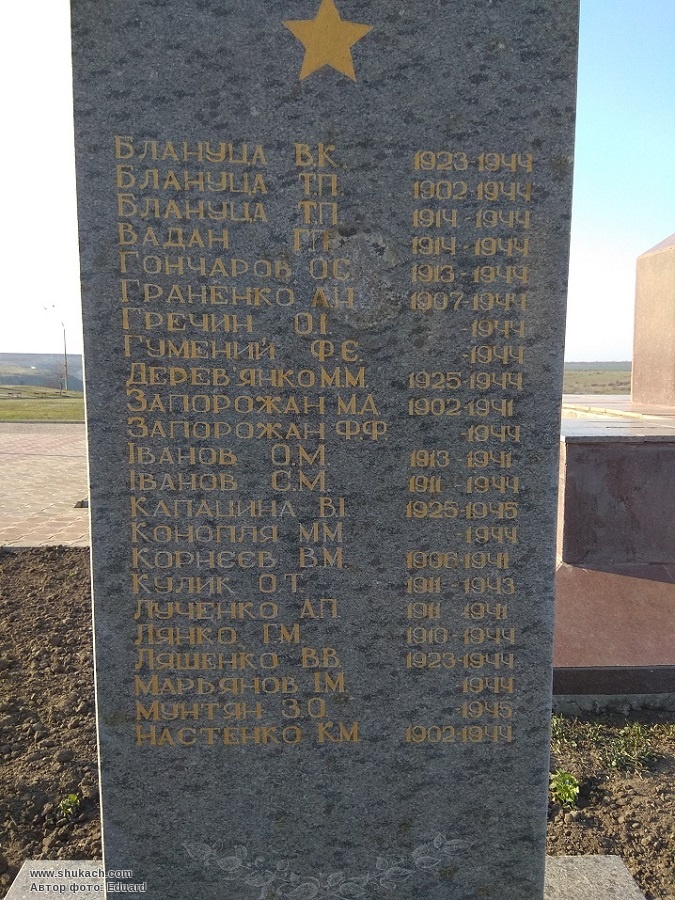 Блануца В.К. 1923-1944
Блануца Т.П. 1902-1944
Блануца Т.П. 1914-1944
Вадан 1914-1944
Гончаров О.С. 1913-1944
Граненко 1907-1944
Гречин О.І. -1944
Гумений Ф.Є. -1944
Дерев'янко М.М. 1925-1944
Запорожан М.Д. 1902-1941
Запорожан Ф.Ф. -1944
Іванов О.М. 1913-1941
Іванов С.М. 1911-1944
Капацина В.І. 1925-1945
Конопля М.М. -1944
Корнєєв В.М. 1906-1941
Кулик О.Т. 1911-1943
Лученко А.П. 1911-1941
Лянко Г.М. 1910-1944
Ляшенко В.В. 1923-1944
Марьянов І.М. -1944
Мунтян З.О. -1945
Настенко К.М. 1902-1944
www.shukach.com
Автор фото: Eduard